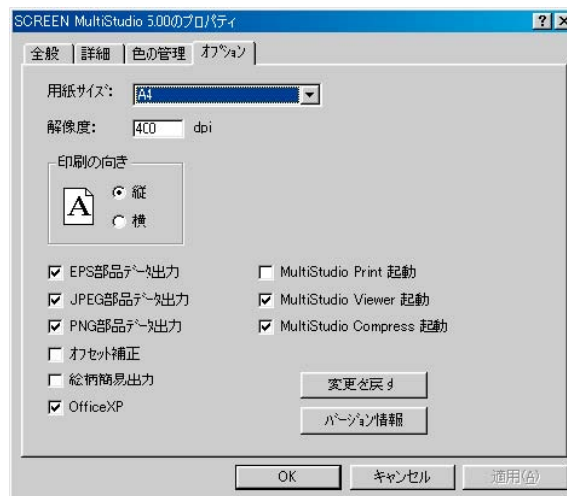 SCREEN MultiStudio 5.00のプロパティ
全般 詳細 色の管理 オプション
用紙サイズ: A4
解像度: 400 dpi
印刷の向き
A
縦
横
EPS部品データ出力 MultiStudio Print 起動
JPEG部品データ出力 MultiStudio Viewer 起動
PNG部品データ出力 MultiStudio Compress 起動
オフセット補正
絵柄簡易出力 変更を戻す
OfficeXP バージョン情報
OK キャンセル 適用(A)